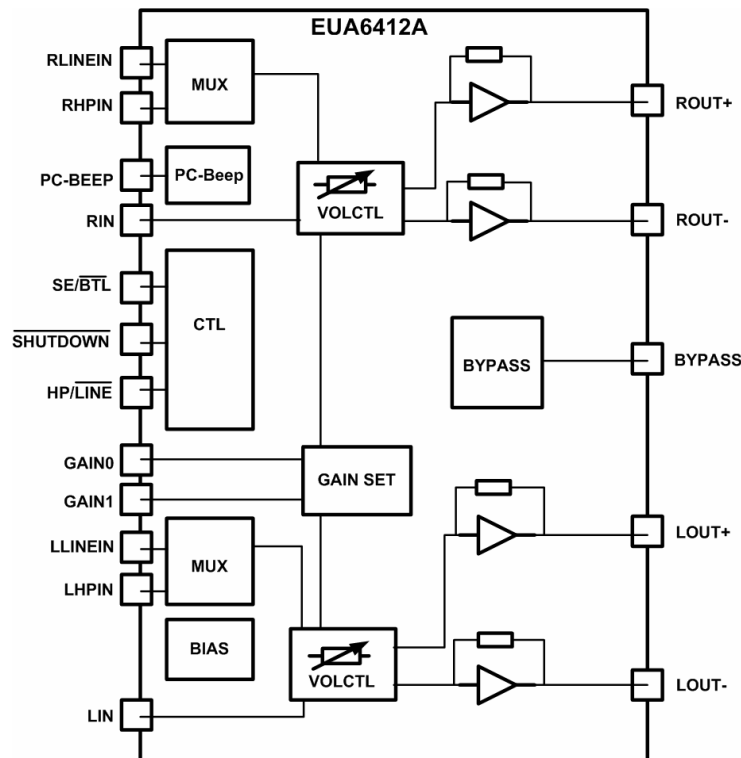 EUA6412A
RLINEIN
MUX
RHPIN
ROUT+
PC-BEEP
PC-Beep
VOLCTL
RIN
ROUT-
SE/BTL
CTL
SHUTDOWN
HP/LINE
BYPASS
BYPASS
GAIN0
GAIN SET
GAIN1
LLINEIN
MUX
LHPIN
LOUT+
BIAS
VOLCTL
LOUT-
LIN